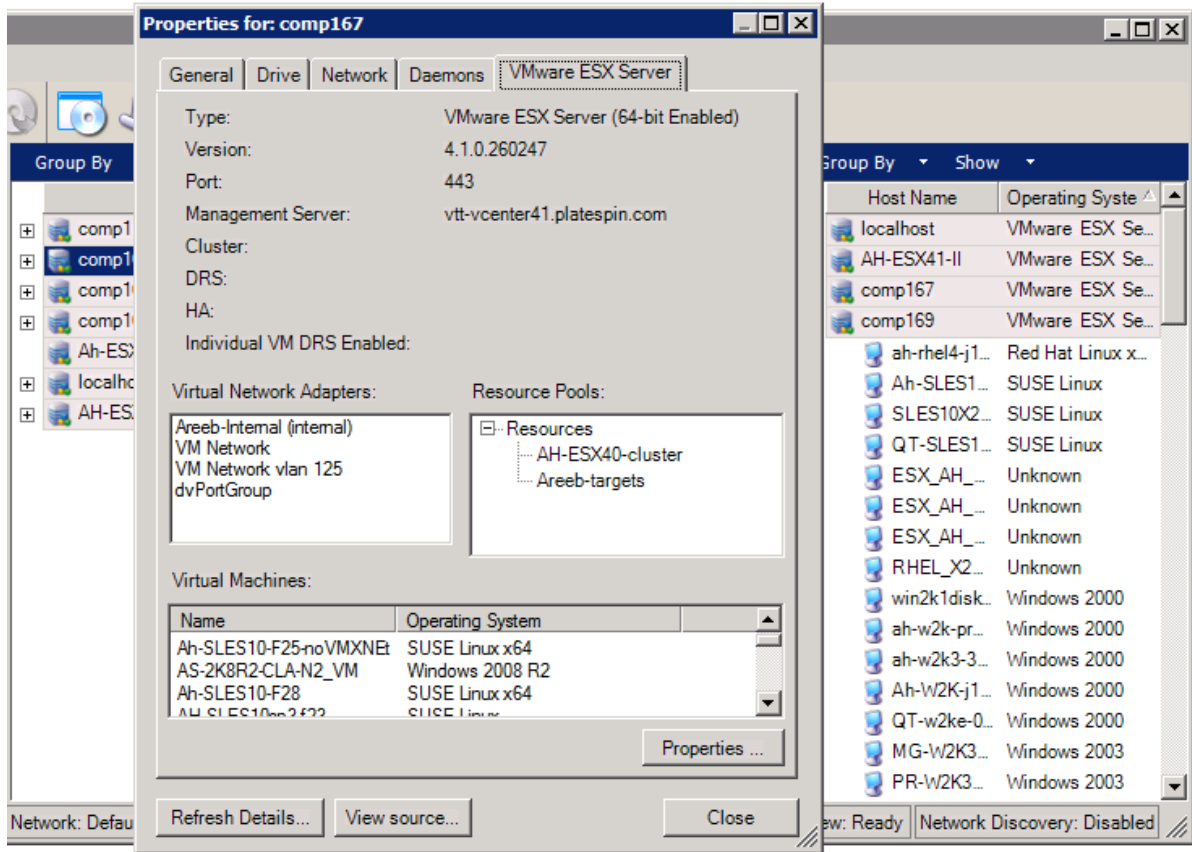 Properties for: comp167
General Drive Network Daemons VMware ESX Server
Type: VMware ESX Server (64-bit Enabled)
Version: 4.1.0.260247
Port: 443
Management Server: vtt-vcenter41.platespin.com
Cluster:
DRS:
HA:
Individual VM DRS Enabled:
Virtual Network Adapters:
Areeb-Internal (internal)
VM Network
VM Network vlan 125
dvPortGroup
Resource Pools:
Resources
AH-ESX40-cluster
Areeb-targets
Virtual Machines:
Name Operating System
Ah-SLES10-F25-noVMXNEt SUSE Linux x64
AS-2K8R2-CLA-N2_VM Windows 2008 R2
Ah-SLES10-F28 SUSE Linux x64
AH-SLES10sp3 f23 SUSE Linux
Properties ...
Refresh Details... View source... Close
Group By
comp1
comp1
comp1
comp1
Ah-ESX
localho
AH-ES
Network: Defau
Group By Show
Host Name Operating Syste
localhost VMware ESX Se...
AH-ESX41-II VMware ESX Se...
comp167 VMware ESX Se...
comp169 VMware ESX Se...
ah-rhel4-j1... Red Hat Linux x...
Ah-SLES1... SUSE Linux
SLES10X2... SUSE Linux
QT-SLES1... SUSE Linux
ESX_AH_... Unknown
ESX_AH_... Unknown
ESX_AH_... Unknown
RHEL_X2... Unknown
win2k1disk... Windows 2000
ah-w2k-pr... Windows 2000
ah-w2k3-3... Windows 2000
Ah-W2K-j1... Windows 2000
QT-w2ke-0... Windows 2000
MG-W2K3... Windows 2003
PR-W2K3... Windows 2003
ew: Ready Network Discovery: Disabled